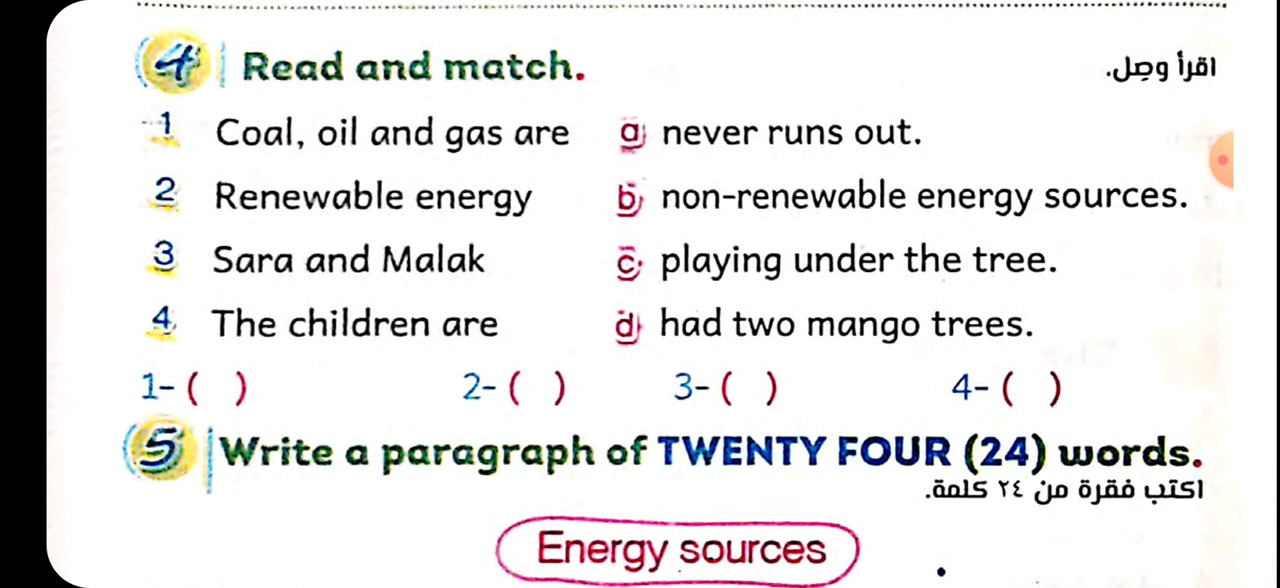 4 Read and match. اقرأ وصِل.
1 Coal, oil and gas are a never runs out.
2 Renewable energy b non-renewable energy sources.
3 Sara and Malak c playing under the tree.
4 The children are d had two mango trees.
1- ( ) 2- ( ) 3- ( ) 4- ( )
5 Write a paragraph of TWENTY FOUR (24) words.
اكتب فقرة من ٢٤ كلمة.
Energy sources